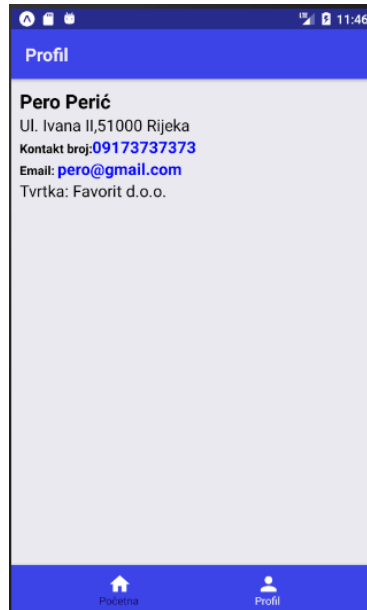 11:46
Profil
Pero Perić
Ul. Ivana II,51000 Rijeka
Kontakt broj:09173737373
Email: pero@gmail.com
Tvrtka: Favorit d.o.o.
Početna
Profil